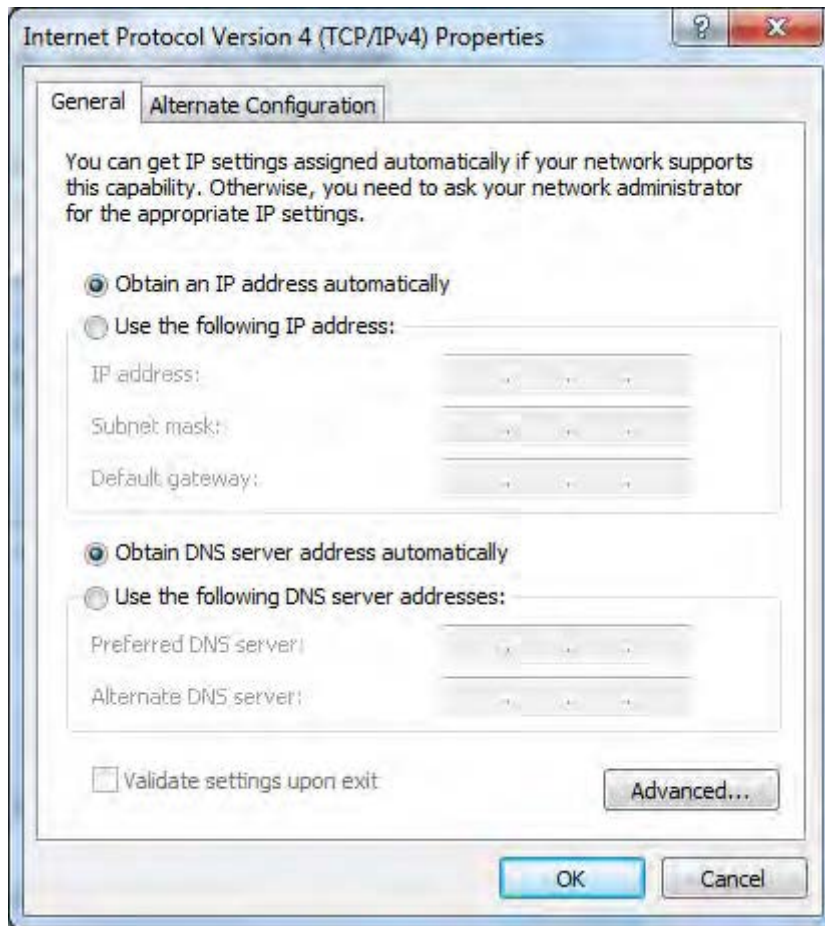 Internet Protocol Version 4 (TCP/IPv4) Properties
?
X
General
Alternate Configuration
You can get IP settings assigned automatically if your network supports
this capability. Otherwise, you need to ask your network administrator
for the appropriate IP settings.
Obtain an IP address automatically
Use the following IP address:
IP address:
Subnet mask:
Default gateway:
Obtain DNS server address automatically
Use the following DNS server addresses:
Preferred DNS server:
Alternate DNS server:
Validate settings upon exit
Advanced...
OK
Cancel